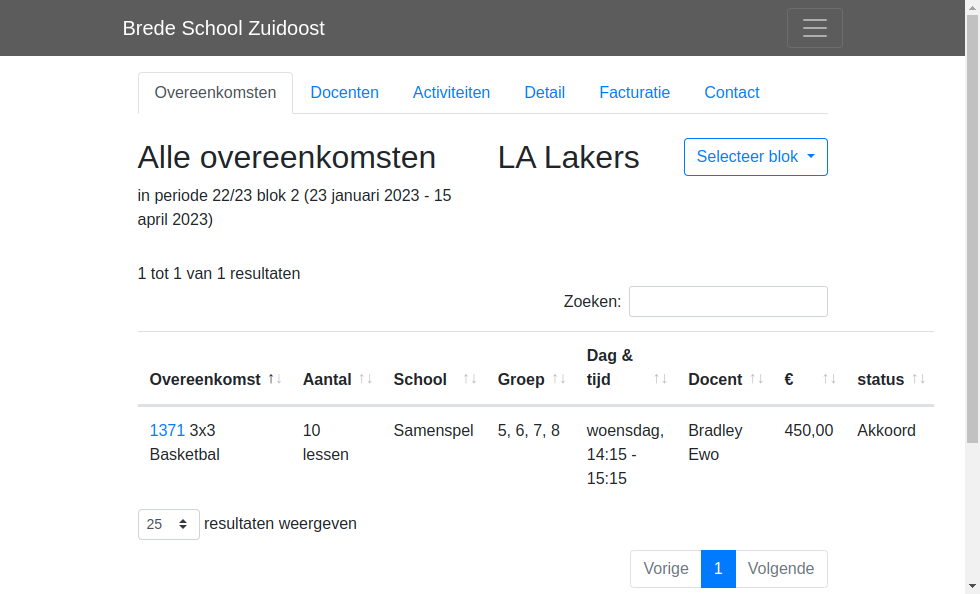 Brede School Zuidoost
Overeenkomsten Docenten Activiteiten Detail Facturatie Contact
Alle overeenkomsten LA Lakers Selecteer blok
in periode 22/23 blok 2 (23 januari 2023 - 15
april 2023)
1 tot 1 van 1 resultaten
Zoeken:
Dag &
Overeenkomst ↑↓ Aantal ↑↓ School ↑↓ Groep ↑↓ tijd ↑↓ Docent ↑↓ € ↑↓ status ↑↓
1371 3x3 10 Samenspel 5, 6, 7, 8 woensdag, Bradley 450,00 Akkoord
Basketbal lessen 14:15 - Ewo
15:15
25 resultaten weergeven
Vorige 1 Volgende